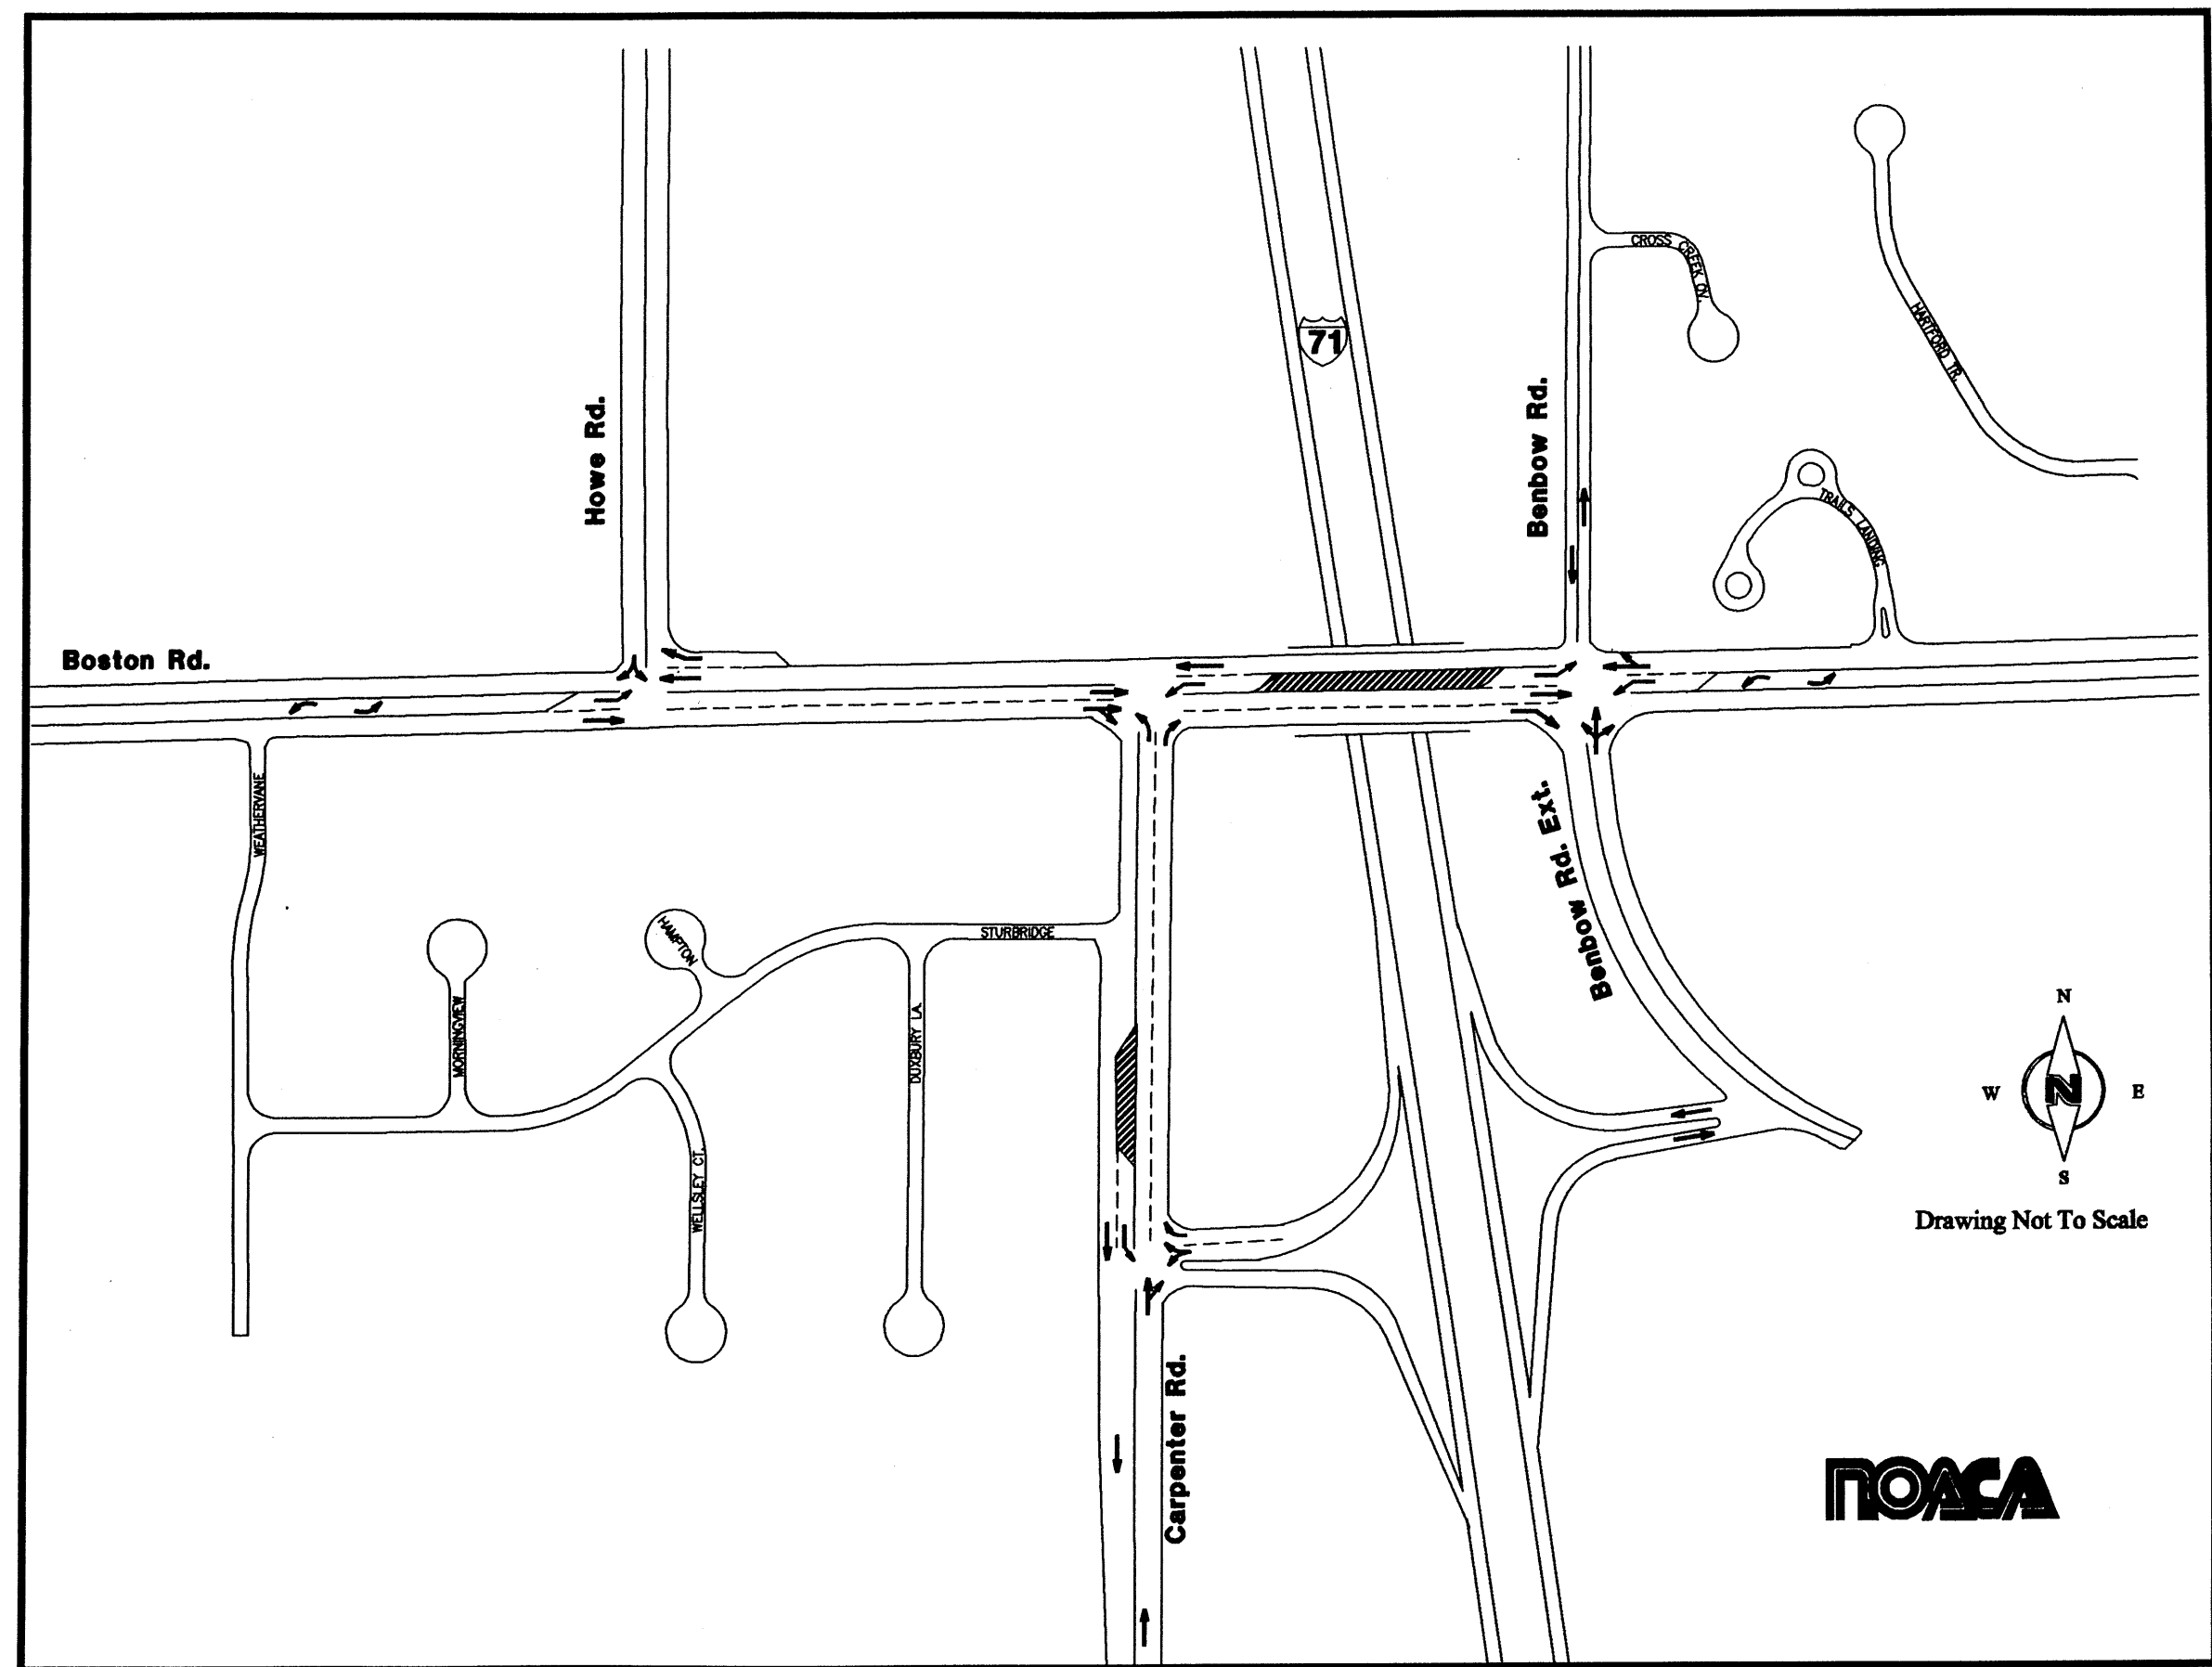 CROSS CREEK DV.
HARTFORD TR.
71
Benbow Rd.
Howe Rd.
TRAILS LANDING
Boston Rd.
WEATHERVANE
Benbow Rd. Ext.
HAMPTON
STURBRIDGE
MORNINGVIEW
DUXBURY LA.
N
W
N
E
S
WELLSLEY CT.
Drawing Not To Scale
Carpenter Rd.
NOACA